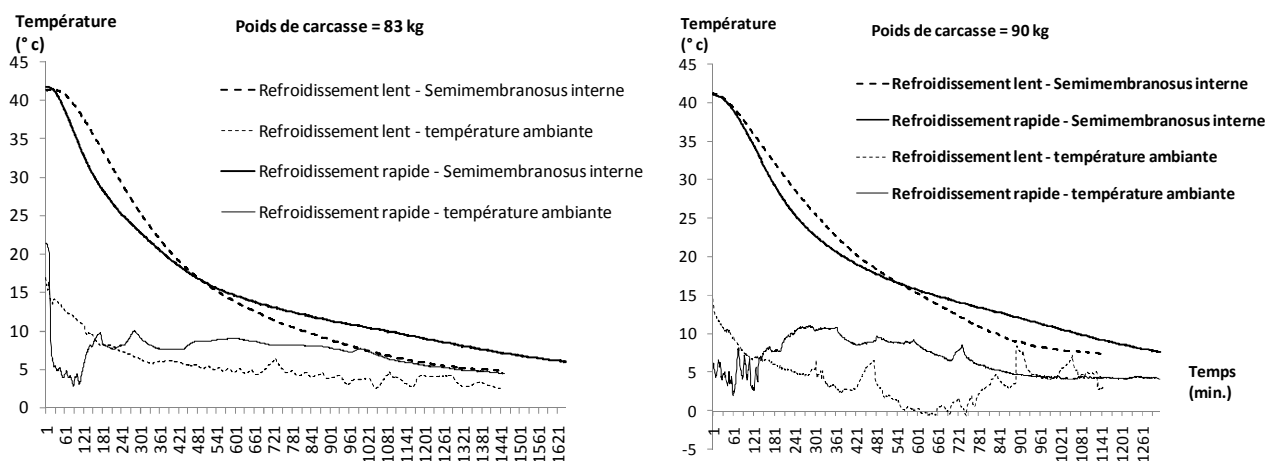 Température
(° c)
Poids de carcasse = 83 kg
45
40
35
30
25
20
15
10
5
0
Refroidissement lent - Semimembranosus interne
Refroidissement lent - température ambiante
Refroidissement rapide - Semimembranosus interne
Refroidissement rapide - température ambiante
1 61 121 181 241 301 361 421 481 541 601 661 721 781 841 901 961 1021 1081 1141 1201 1261 1321 1381 1441 1501 1561 1621
Température
(° c)
Poids de carcasse = 90 kg
45
40
35
30
25
20
15
10
5
0
-5
Refroidissement lent - Semimembranosus interne
Refroidissement rapide - Semimembranosus interne
Refroidissement lent - température ambiante
Refroidissement rapide - température ambiante
Temps
(min.)
1 61 121 181 241 301 361 421 481 541 601 661 721 781 841 901 961 1021 1081 1141 1201 1261